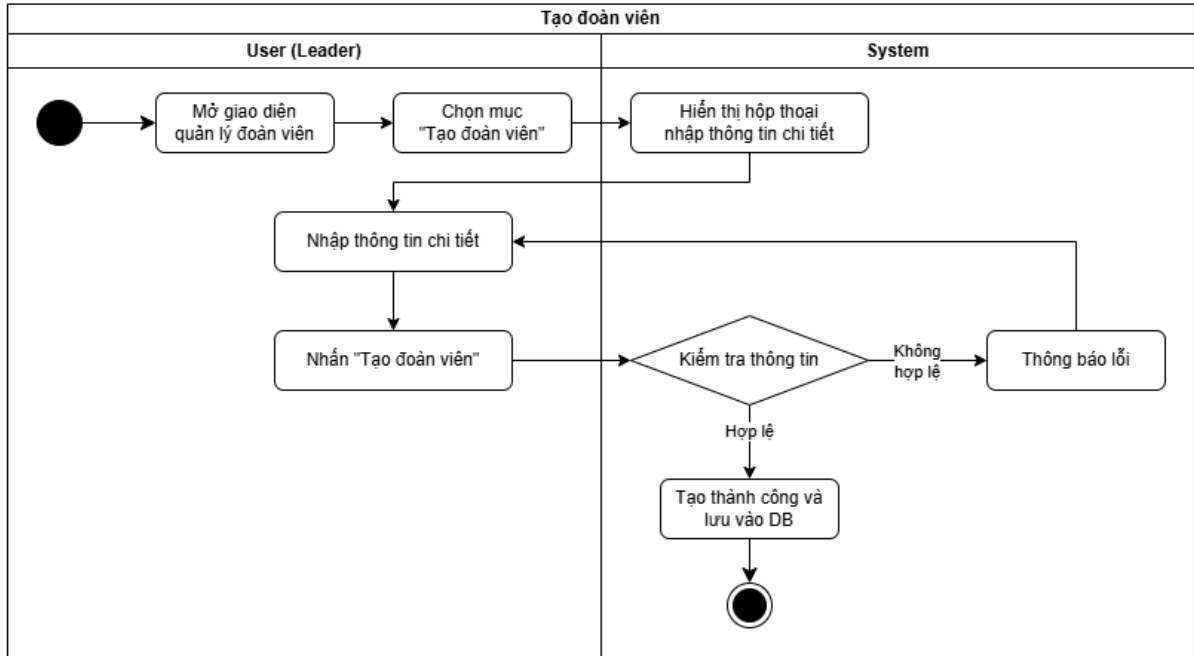 Tạo đoàn viên
User (Leader)
System
Mở giao diện
quản lý đoàn viên
Chọn mục
"Tạo đoàn viên"
Hiển thị hộp thoại
nhập thông tin chi tiết
Nhập thông tin chi tiết
Nhấn "Tạo đoàn viên"
Kiểm tra thông tin
Không
hợp lệ
Thông báo lỗi
Hợp lệ
Tạo thành công và
lưu vào DB